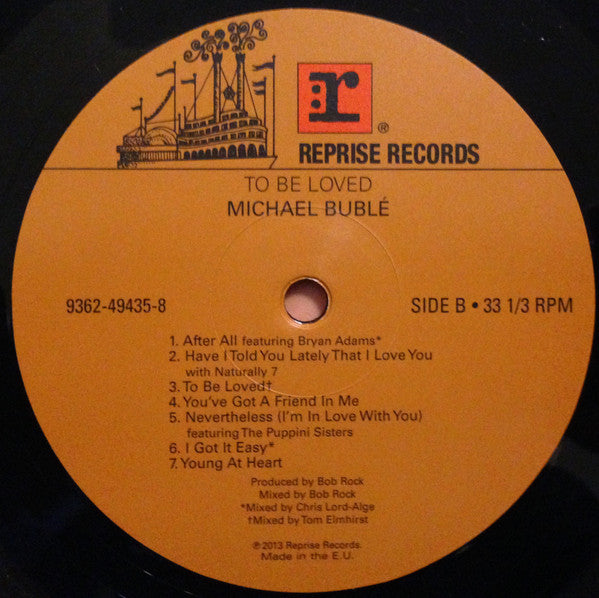 r
®
REPRISE RECORDS
TO BE LOVED
MICHAEL BUBLÉ
9362-49435-8
SIDE B • 33 1/3 RPM
1. After All featuring Bryan Adams*
2. Have I Told You Lately That I Love You
with Naturally 7
3. To Be Loved†
4. You've Got A Friend In Me
5. Nevertheless (I'm In Love With You)
featuring The Puppini Sisters
6. I Got It Easy*
7. Young At Heart
Produced by Bob Rock
Mixed by Bob Rock
*Mixed by Chris Lord-Alge
†Mixed by Tom Elmhirst
℗ 2013 Reprise Records.
Made in the E.U.